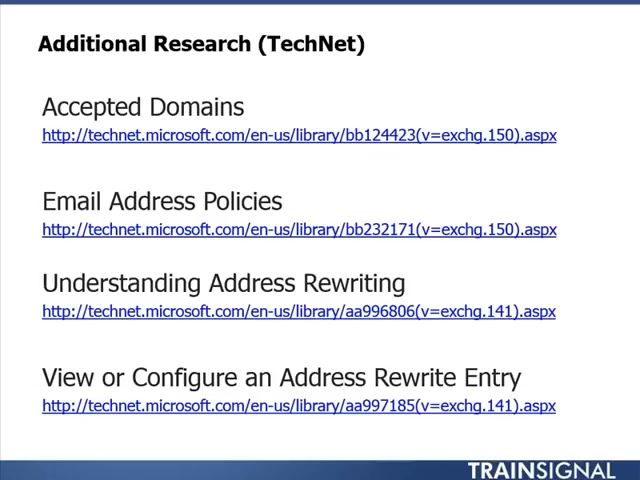 Additional Research (TechNet)
Accepted Domains
http://technet.microsoft.com/en-us/library/bb124423(v=exchg.150).aspx
Email Address Policies
http://technet.microsoft.com/en-us/library/bb232171(v=exchg.150).aspx
Understanding Address Rewriting
http://technet.microsoft.com/en-us/library/aa996806(v=exchg.141).aspx
View or Configure an Address Rewrite Entry
http://technet.microsoft.com/en-us/library/aa997185(v=exchg.141).aspx
TRAINSIGNAL